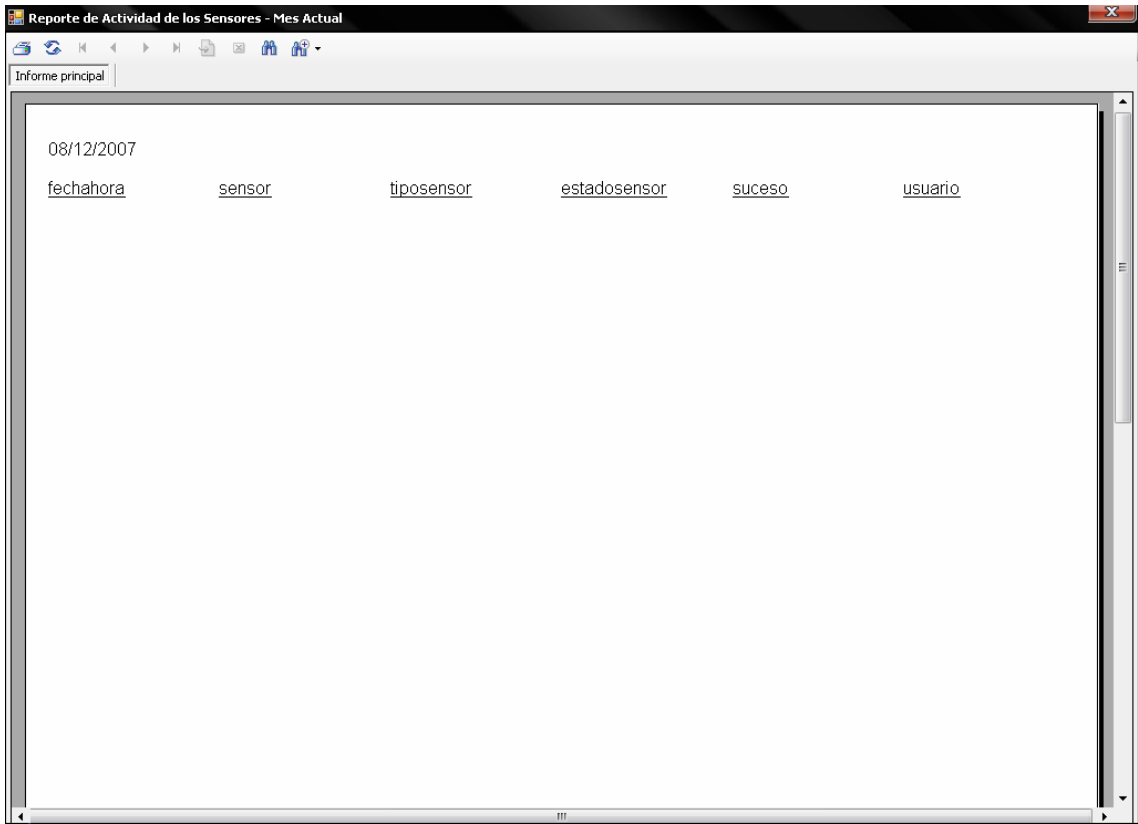 Reporte de Actividad de los Sensores - Mes Actual
Informe principal
08/12/2007
fechahora sensor tiposensor estadosensor suceso usuario